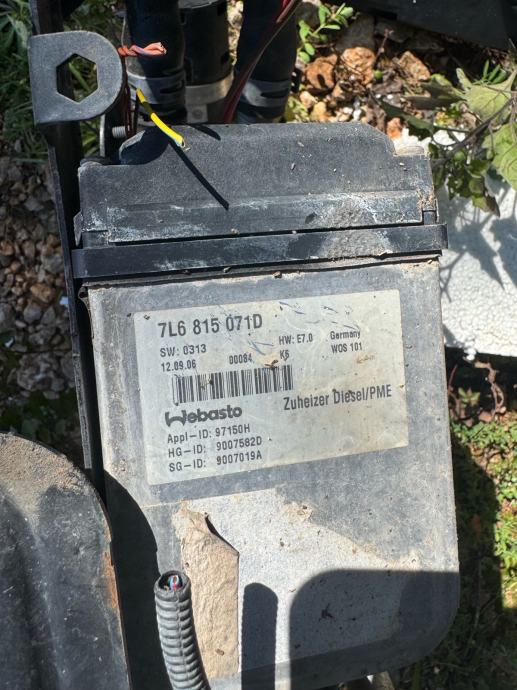 7L6 815 071D
SW: 0313 HW: E7.0 Germany
12.09.06 00084 K6 WOS 101
Webasto Zuheizer Diesel/PME
Appl-ID: 97150H
HG-ID: 9007582D
SG-ID: 9007019A